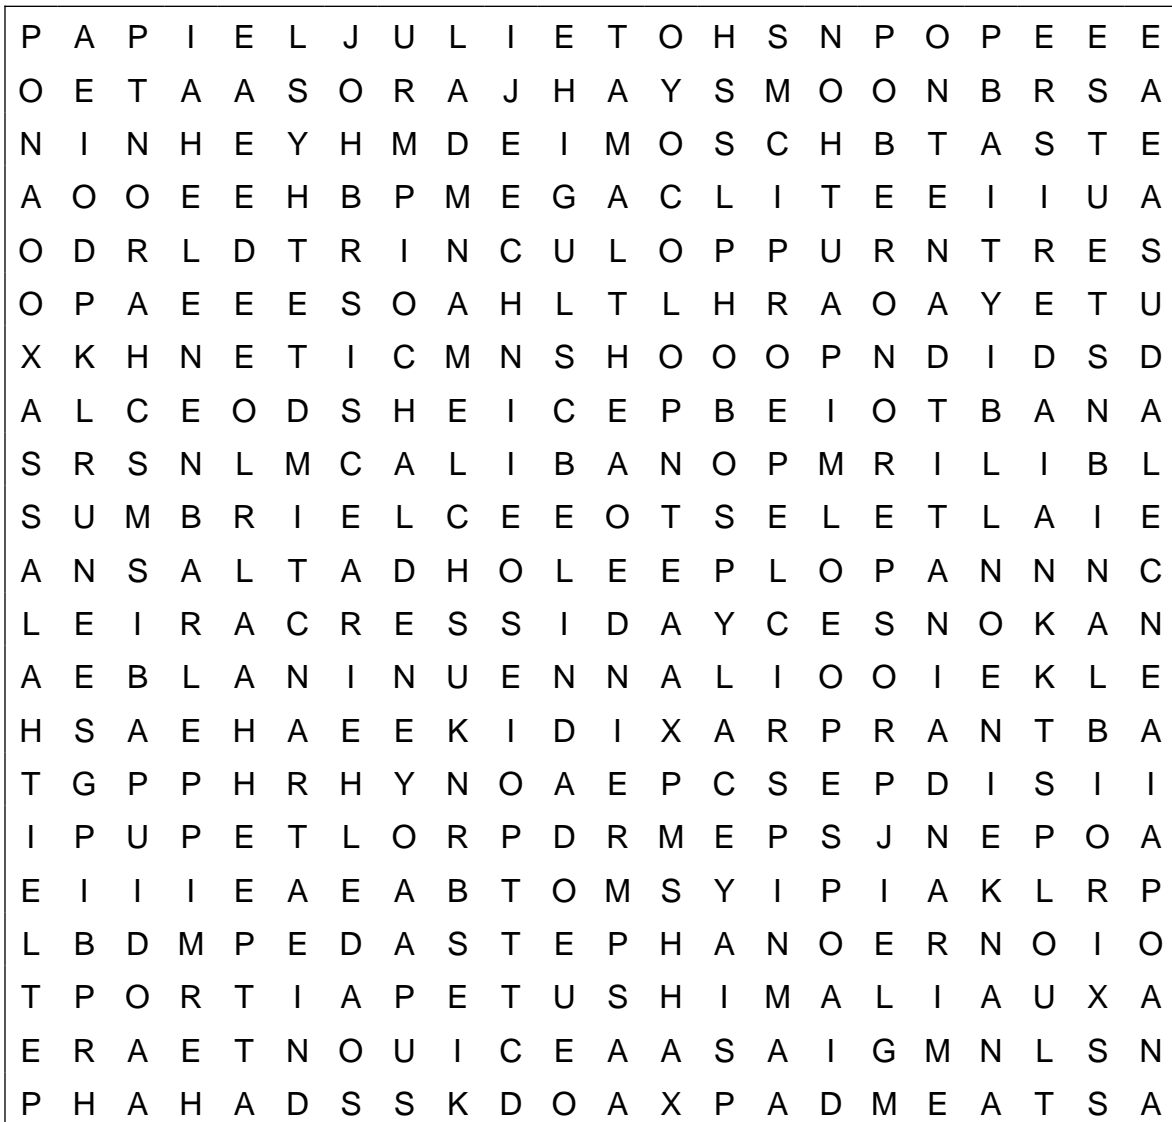 P A P I E L J U L I E T O H S N P O P E E E
O E T A A S O R A J H A Y S M O O N B R S A
N I N H E Y H M D E I M O S C H B T A S T E
A O O E E H B P M E G A C L I T E E I I U A
O D R L D T R I N C U L O P P U R N T R E S
O P A E E E S O A H L T L H R A O A Y E T U
X K H N E T I C M N S H O O O P N D I D S D
A L C E O D S H E I C E P B E I O T B A N A
S R S N L M C A L I B A N O P M R I L I B L
S U M B R I E L C E E O T S E L E T L A I E
A N S A L T A D H O L E E P L O P A N N N C
L E I R A C R E S S I D A Y C E S N O K A N
A E B L A N I N U E N N A L I O O I E K L E
H S A E H A E E K I D I X A R P R A N T B A
T G P P H R H Y N O A E P C S E P D I S I I
I P U P E T L O R P D R M E P S J N E P O A
E I I I E A E A B T O M S Y I P I A K L R P
L B D M P E D A S T E P H A N O E R N O I O
T P O R T I A P E T U S H I M A L I A U X A
E R A E T N O U I C E A A S A I G M N L S N
P H A H A D S S K D O A X P A D M E A T S A